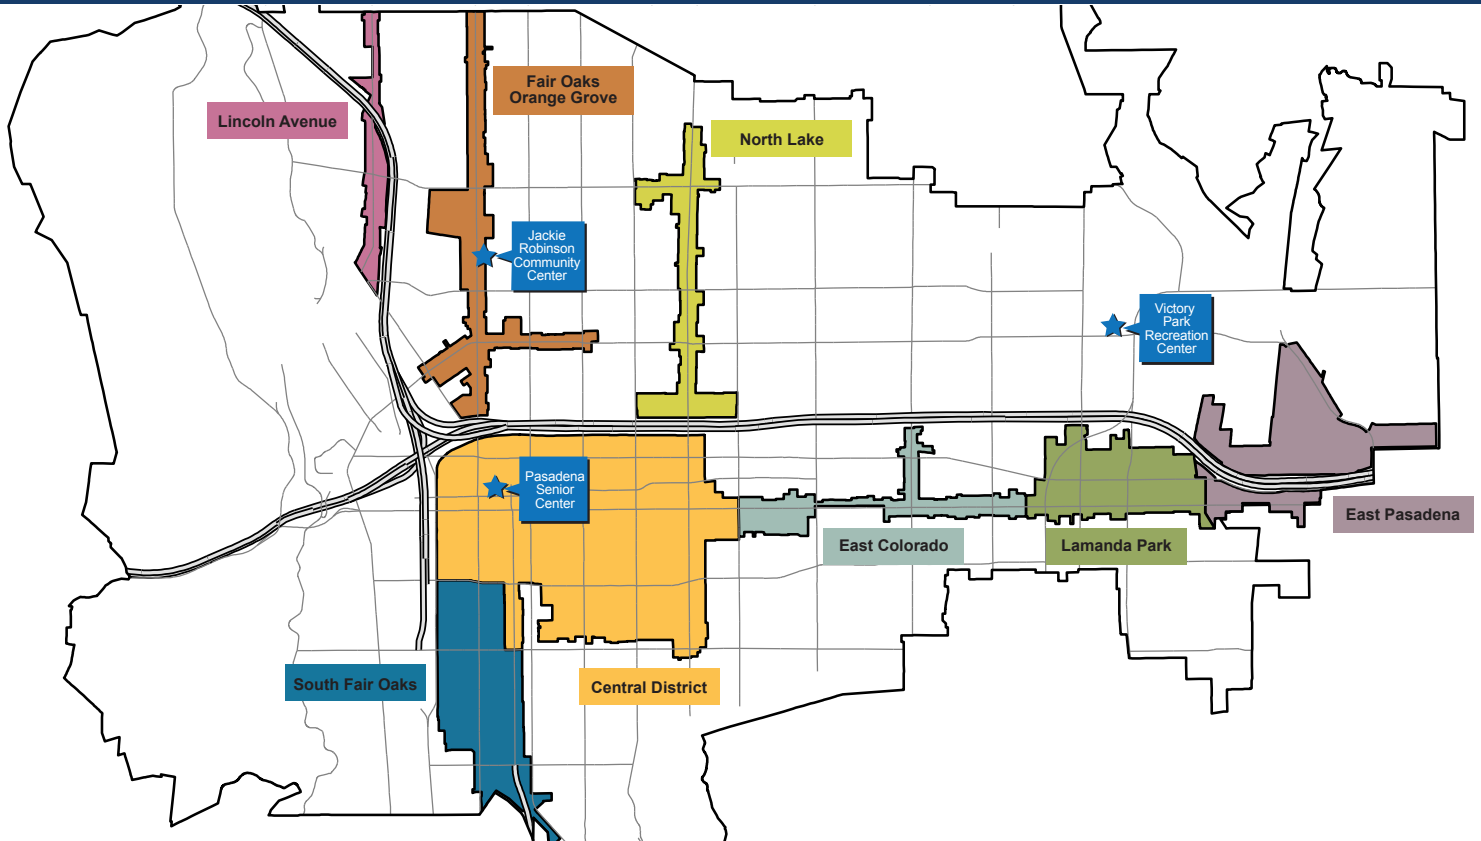 Fair Oaks
Orange Grove
Lincoln Avenue
North Lake
Jackie
Robinson
Community
Center
Victory
Park
Recreation
Center
Pasadena
Senior
Center
East Pasadena
East Colorado
Lamanda Park
South Fair Oaks
Central District